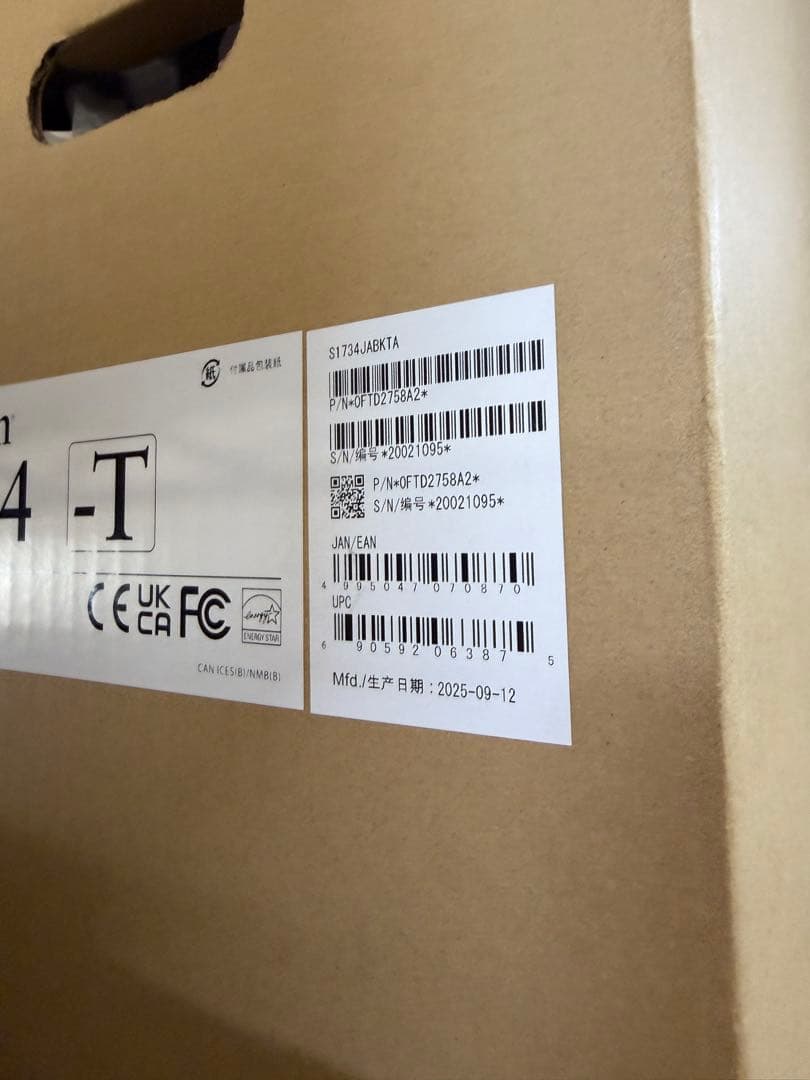 紙 付属品包装紙
4 -T
CE UK CA FC
energy
ENERGY STAR
CAN ICES(B)/NMB(B)
S1734JABKTA
P/N*0FTD2758A2*
S/N/编号*20021095*
P/N*0FTD2758A2*
S/N/编号*20021095*
JAN/EAN
4 995047 070870
UPC
6 90592 06387 5
Mfd./生产日期：2025-09-12